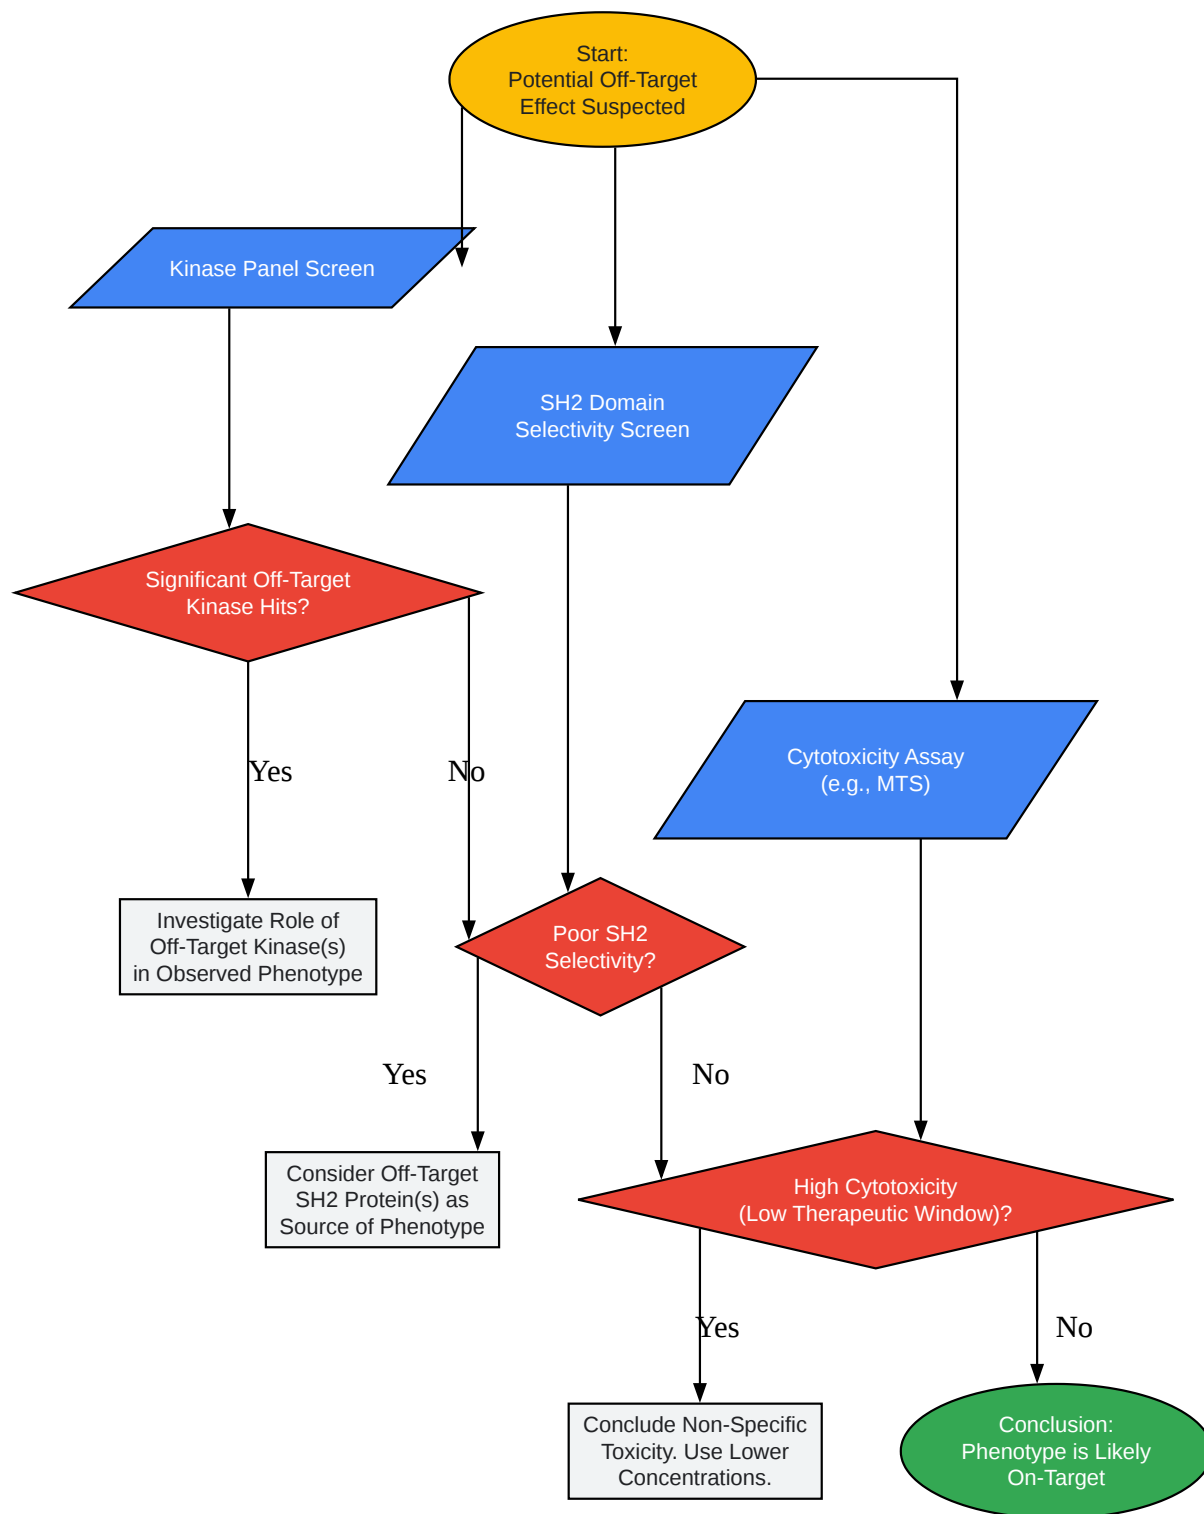 Start:
Potential Off-Target
Effect Suspected
Kinase Panel Screen
SH2 Domain
Selectivity Screen
Significant Off-Target
Kinase Hits?
Cytotoxicity Assay
(e.g., MTS)
Yes
No
Investigate Role of
Off-Target Kinase(s)
in Observed Phenotype
Poor SH2
Selectivity?
Yes
No
Consider Off-Target
SH2 Protein(s) as
Source of Phenotype
High Cytotoxicity
(Low Therapeutic Window)?
Yes
No
Conclude Non-Specific
Toxicity. Use Lower
Concentrations.
Conclusion:
Phenotype is Likely
On-Target